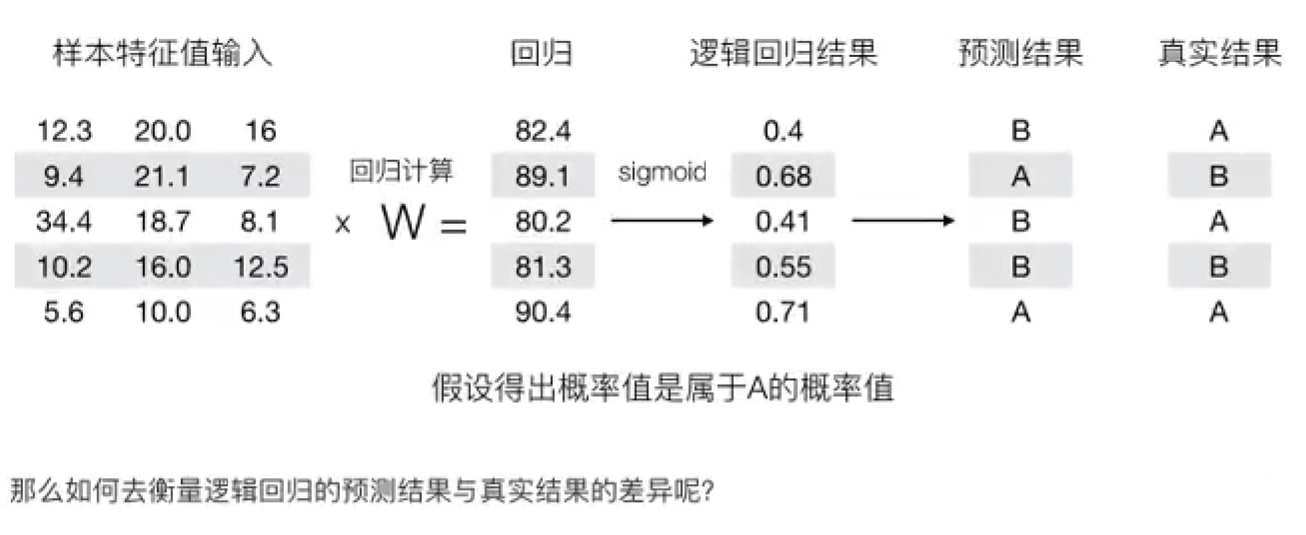 样本特征值输入 回归 逻辑回归结果 预测结果 真实结果
12.3 20.0 16 82.4 0.4 B A
9.4 21.1 7.2 回归计算 89.1 sigmoid 0.68 A B
34.4 18.7 8.1 x W = 80.2 0.41 B A
10.2 16.0 12.5 81.3 0.55 B B
5.6 10.0 6.3 90.4 0.71 A A
假设得出概率值是属于A的概率值
那么如何去衡量逻辑回归的预测结果与真实结果的差异呢?